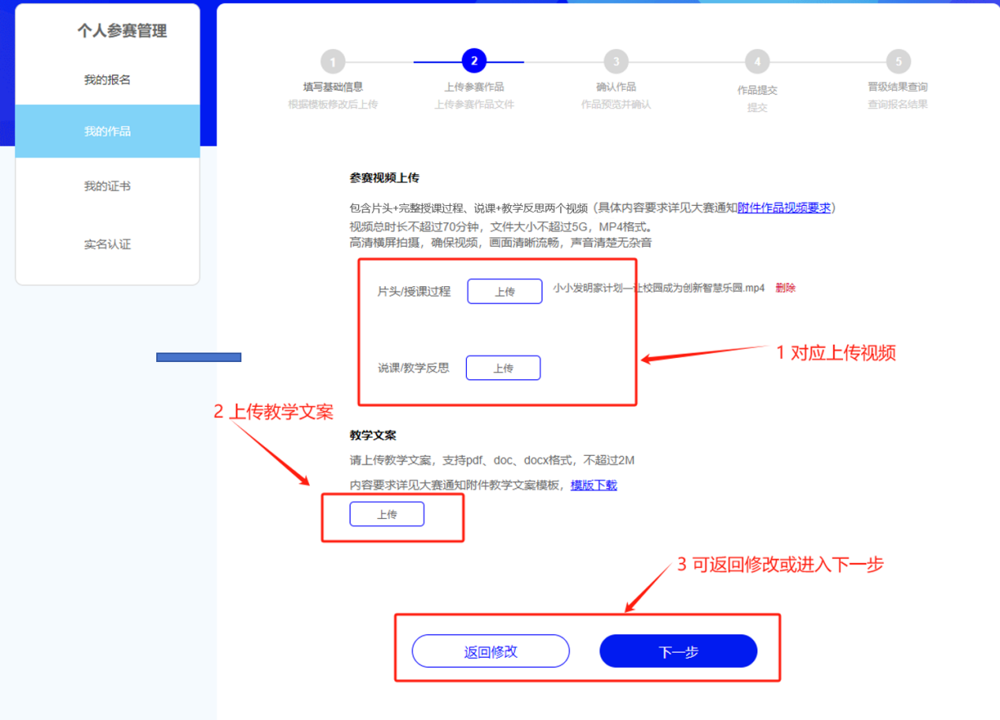 个人参赛管理
我的报名
我的作品
我的证书
实名认证
1
2
3
4
5
填写基础信息
上传参赛作品
确认作品
作品提交
晋级结果查询
根据模板修改后上传
上传参赛作品文件
作品预览并确认
提交
查询报名结果
参赛视频上传
包含片头+完整授课过程、说课+教学反思两个视频（具体内容要求详见大赛通知附件作品视频要求）
视频总时长不超过70分钟，文件大小不超过5G，MP4格式。
高清横屏拍摄，确保视频，画面清晰流畅，声音清楚无杂音
片头/授课过程 上传 小小发明家计划—让校园成为创新智慧乐园.mp4 删除
1 对应上传视频
说课/教学反思 上传
2 上传教学文案
教学文案
请上传教学文案，支持pdf、doc、docx格式，不超过2M
内容要求详见大赛通知附件教学文案模板，模版下载
上传
3 可返回修改或进入下一步
返回修改 下一步